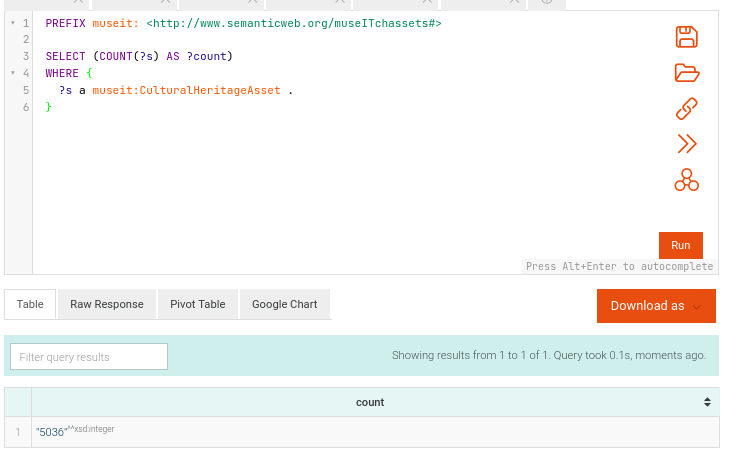 1 PREFIX museit: <http://www.semanticweb.org/museITchassets#>
2
3 SELECT (COUNT(?s) AS ?count)
4 WHERE {
5 ?s a museit:CulturalHeritageAsset .
6 }
Run
Press Alt+Enter to autocomplete
Table Raw Response Pivot Table Google Chart Download as
Filter query results Showing results from 1 to 1 of 1. Query took 0.1s, moments ago.
count
1 "5036"^^xsd:integer